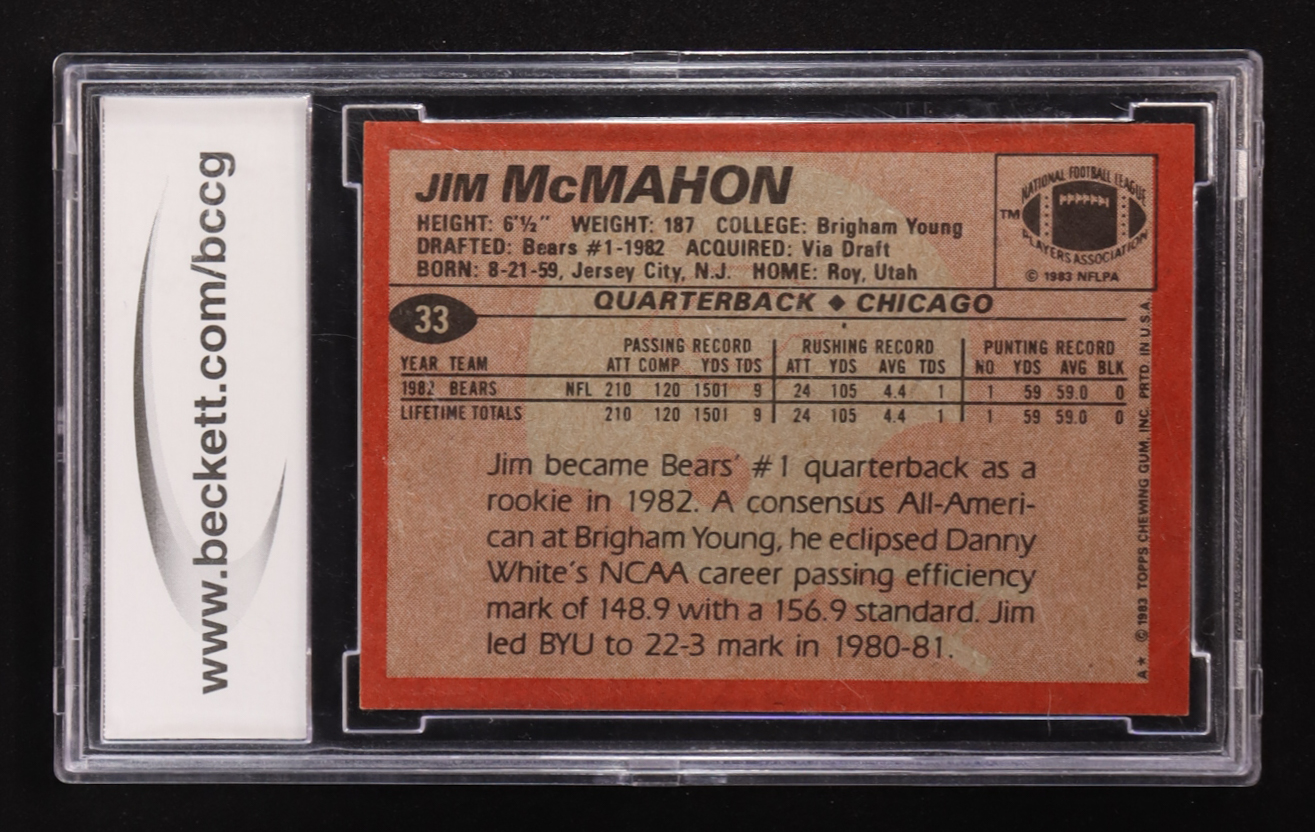 www.beckett.com/bccg
JIM McMAHON
HEIGHT: 6'½" WEIGHT: 187 COLLEGE: Brigham Young
DRAFTED: Bears #1-1982 ACQUIRED: Via Draft
BORN: 8-21-59, Jersey City, N.J. HOME: Roy, Utah
NATIONAL FOOTBALL LEAGUE
TM
PLAYERS ASSOCIATION
© 1983 NFLPA
33
QUARTERBACK ◆ CHICAGO
PASSING RECORD RUSHING RECORD PUNTING RECORD
YEAR TEAM ATT COMP YDS TDS ATT YDS AVG TDS NO YDS AVG BLK
1982 BEARS NFL 210 120 1501 9 24 105 4.4 1 1 59 59.0 0
LIFETIME TOTALS 210 120 1501 9 24 105 4.4 1 1 59 59.0 0
Jim became Bears' #1 quarterback as a
rookie in 1982. A consensus All-Ameri-
can at Brigham Young, he eclipsed Danny
White's NCAA career passing efficiency
mark of 148.9 with a 156.9 standard. Jim
led BYU to 22-3 mark in 1980-81.
A* © 1983 TOPPS CHEWING GUM, INC. PRTD. IN U.S.A.